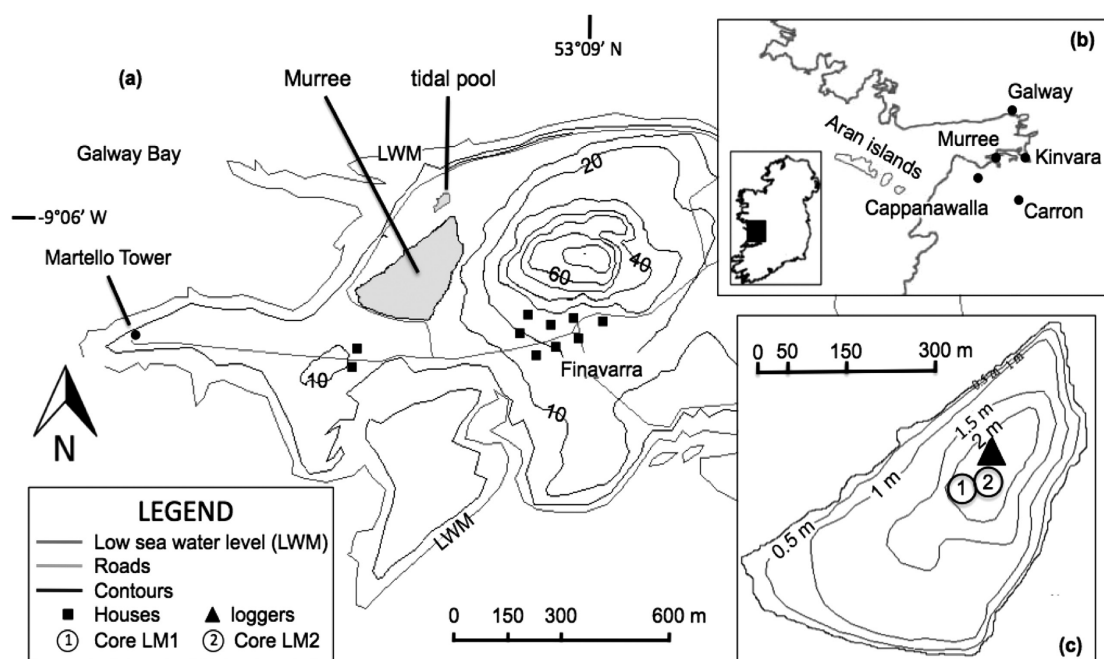 53°09’ N
(a)
Murree
tidal pool
Galway Bay
LWM
20
-9°06’ W
Martello Tower
40
60
Finavarra
10
10
N
LWM
LEGEND
Low sea water level (LWM)
Roads
Contours
Houses
loggers
1 Core LM1
2 Core LM2
0 150 300 600 m
(b)
Galway
Aran islands
Murree
Kinvara
Cappanawalla
Carron
0 50 150 300 m
0.5 m
1 m
1.5 m
2 m
1 m
0.5 m
1
2
(c)